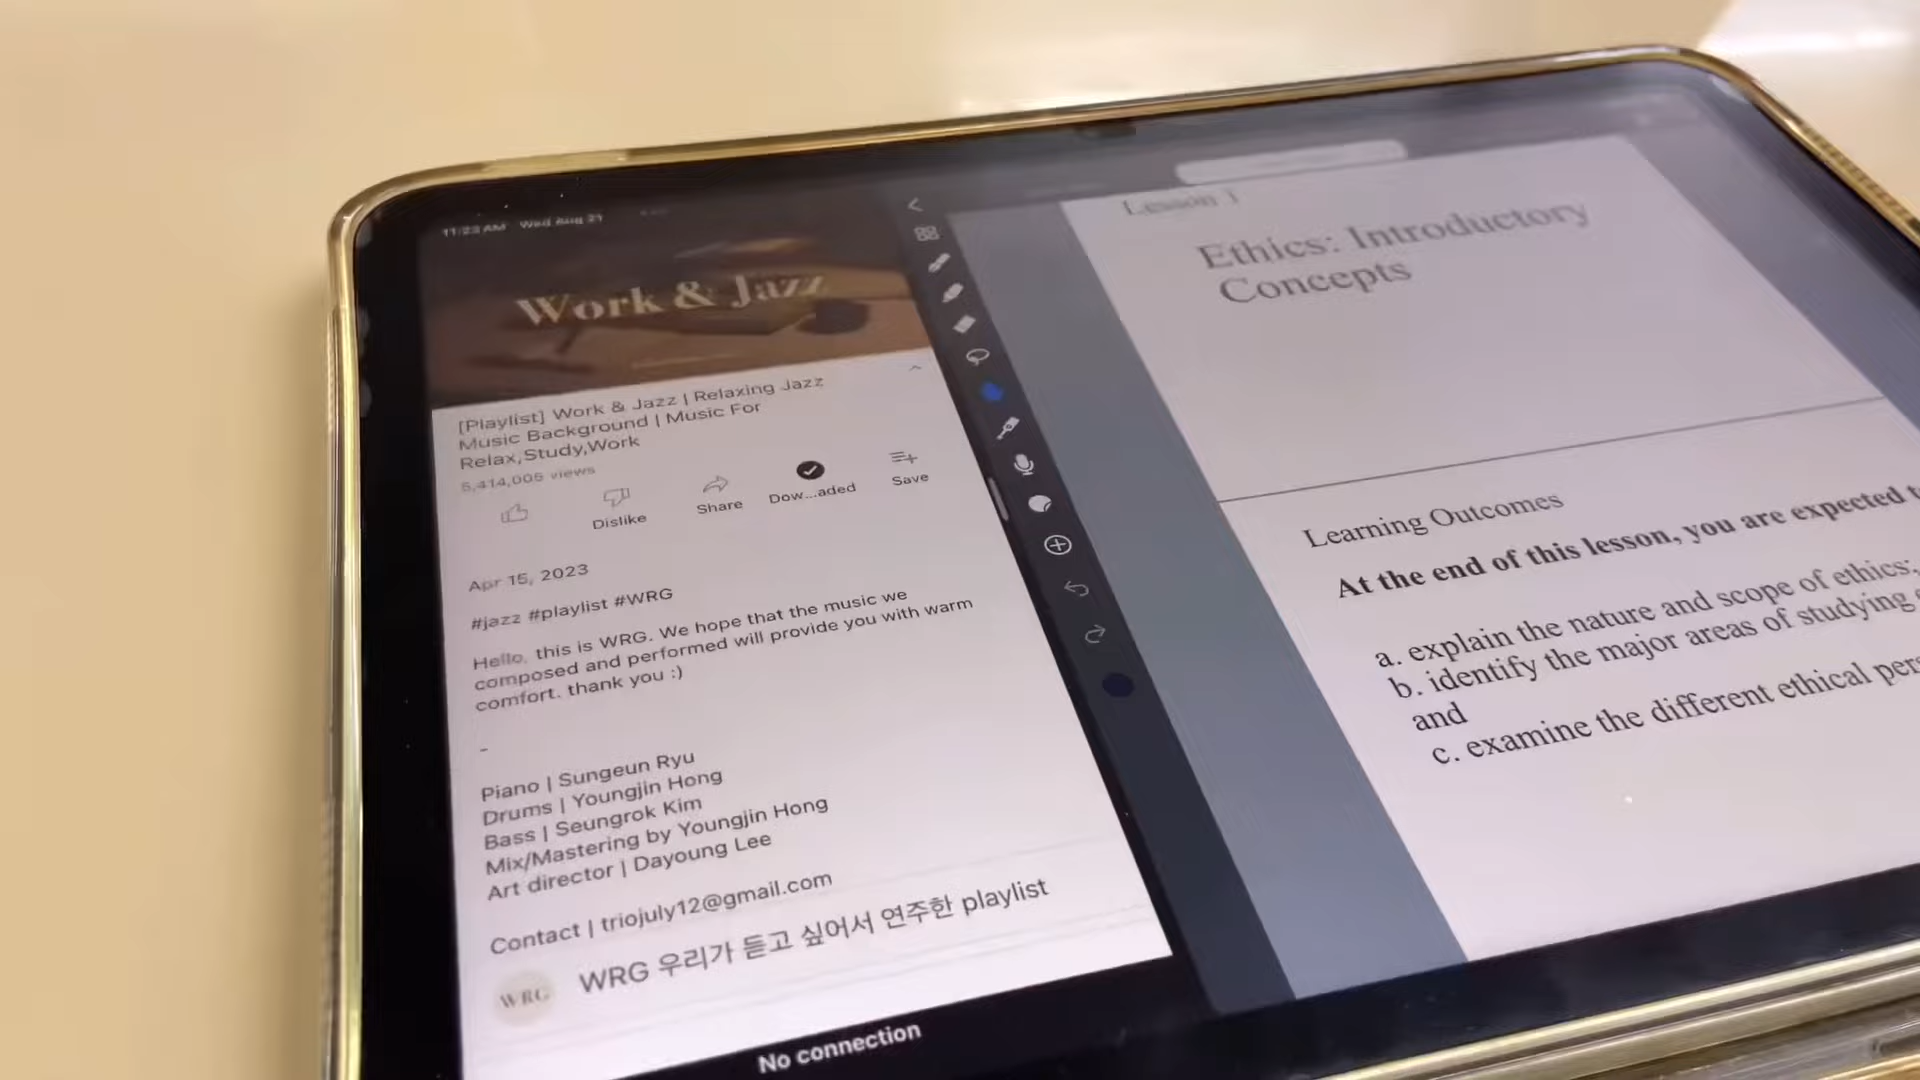 11:23 AM Wed Aug 21
Work & Jazz
[Playlist] Work & Jazz | Relaxing Jazz
Music Background | Music For
Relax,Study,Work
5,414,005 views
Dislike
Share
Dow...aded
Save
Apr 15, 2023
#jazz #playlist #WRG
Hello, this is WRG. We hope that the music we
composed and performed will provide you with warm
comfort. thank you :)
-
Piano | Sungeun Ryu
Drums | Youngjin Hong
Bass | Seungrok Kim
Mix/Mastering by Youngjin Hong
Art director | Dayoung Lee
Contact | triojuly12@gmail.com
WRG
WRG 우리가 듣고 싶어서 연주한 playlist
No connection
Lesson 1
Ethics: Introductory
Concepts
Learning Outcomes
At the end of this lesson, you are expected to
a. explain the nature and scope of ethics;
b. identify the major areas of studying
and
c. examine the different ethical